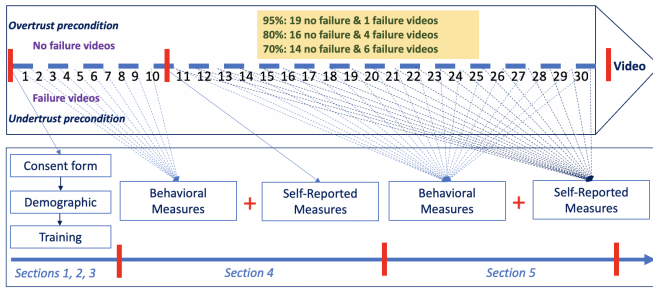 Overtrust precondition
95%: 19 no failure & 1 failure videos
80%: 16 no failure & 4 failure videos
70%: 14 no failure & 6 failure videos
No failure videos
Video
1 2 3 4 5 6 7 8 9 10 11 12 13 14 15 16 17 18 19 20 21 22 23 24 25 26 27 28 29 30
Failure videos
Undertrust precondition
Consent form
Demographic
Training
Behavioral
Measures
+
Self-Reported
Measures
Behavioral
Measures
+
Self-Reported
Measures
Sections 1, 2, 3
Section 4
Section 5